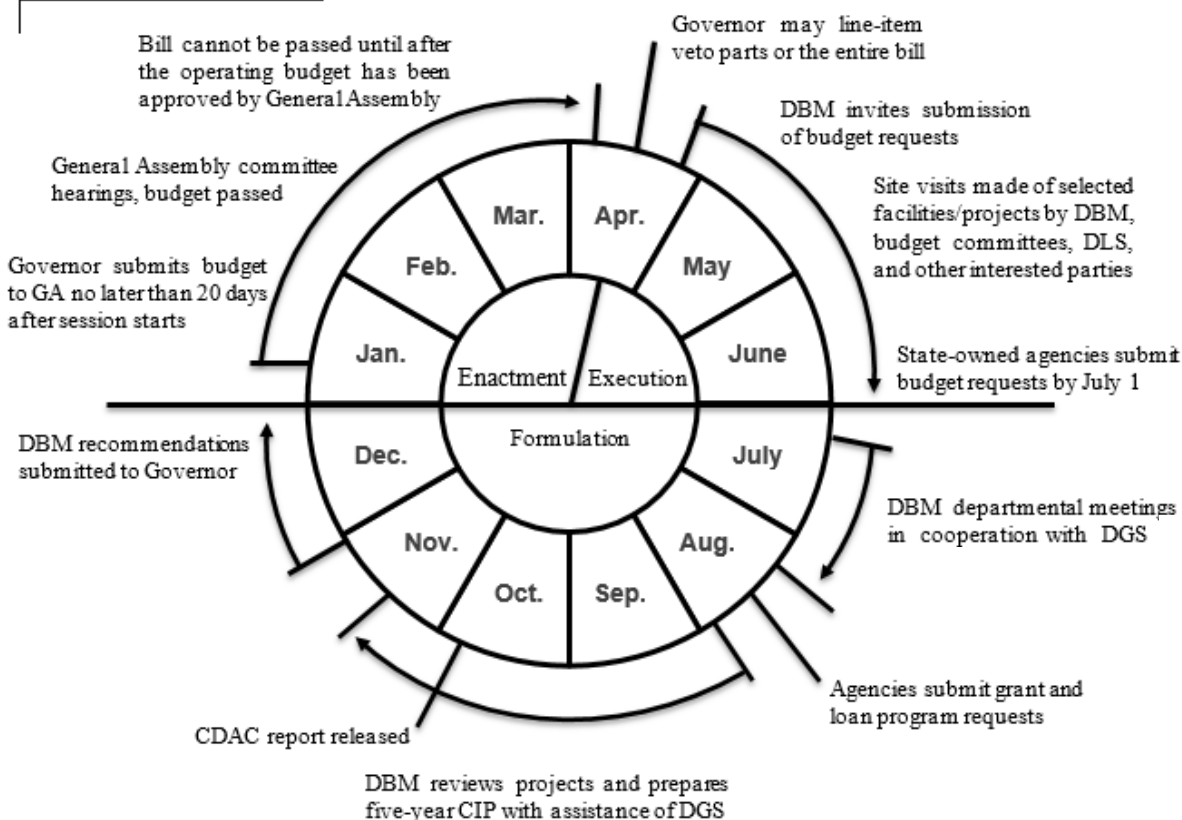 Bill cannot be passed until after
the operating budget has been
approved by General Assembly
Governor may line-item
veto parts or the entire bill
DBM invites submission
of budget requests
General Assembly committee
hearings, budget passed
Site visits made of selected
facilities/projects by DBM,
budget committees, DLS,
and other interested parties
Governor submits budget
to GA no later than 20 days
after session starts
State-owned agencies submit
budget requests by July 1
Jan.
Feb.
Mar.
Apr.
May
June
Enactment
Execution
Formulation
July
Aug.
Sep.
Oct.
Nov.
Dec.
DBM recommendations
submitted to Governor
DBM departmental meetings
in cooperation with DGS
Agencies submit grant and
loan program requests
CDAC report released
DBM reviews projects and prepares
five-year CIP with assistance of DGS